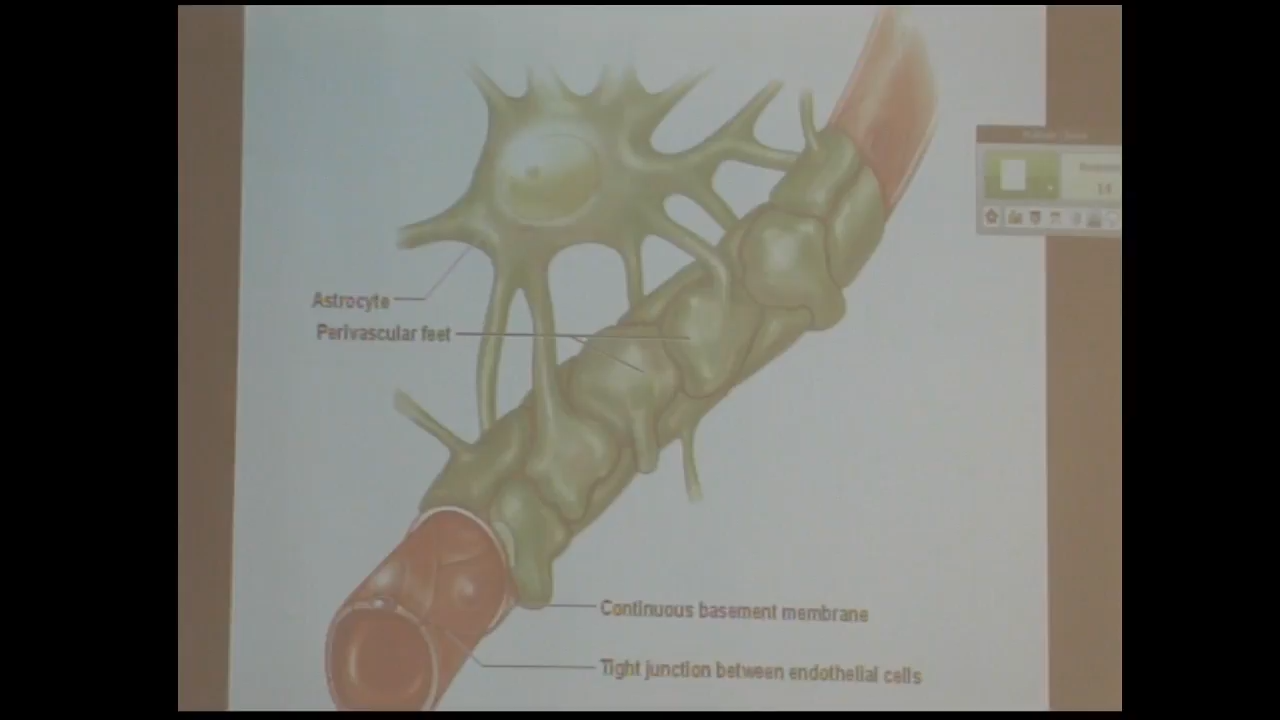 Astrocyte
Perivascular feet
Continuous basement membrane
Tight junction between endothelial cells